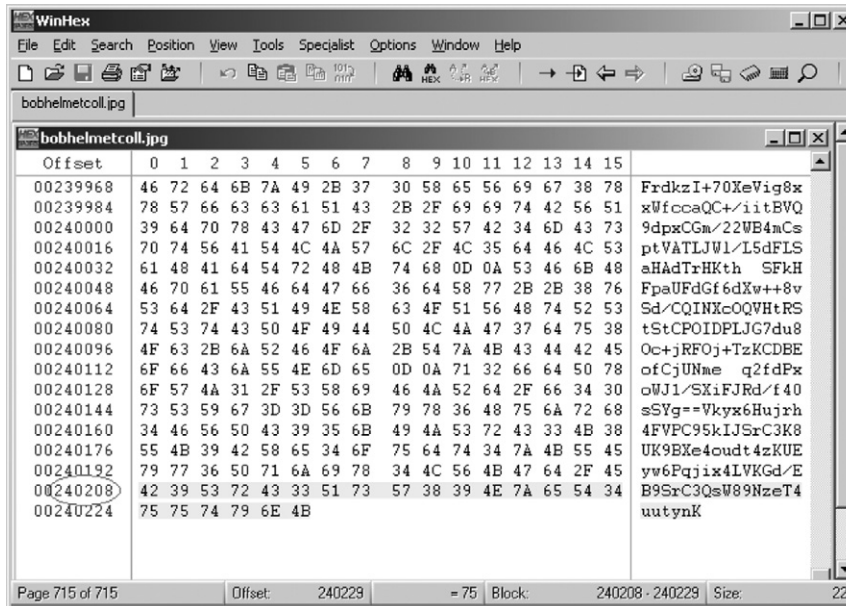 WinHex
File Edit Search Position View Tools Specialist Options Window Help
bobhelmetcoll.jpg
bobhelmetcoll.jpg
Offset 0 1 2 3 4 5 6 7 8 9 10 11 12 13 14 15
00239968 46 72 64 6B 7A 49 2B 37 30 58 65 56 69 67 38 78 FrdkzI+70XeVig8x
00239984 78 57 66 63 63 61 51 43 2B 2F 69 69 74 42 56 51 xWfccaQC+/iitBVQ
00240000 39 64 70 78 43 47 6D 2F 32 32 57 42 34 6D 43 73 9dpxCGm/22WB4mCs
00240016 70 74 56 41 54 4C 4A 57 6C 2F 4C 35 64 46 4C 53 ptVATLJWl/L5dFLS
00240032 61 48 41 64 54 72 48 4B 74 68 0D 0A 53 46 6B 48 aHAdTrHKth SFkH
00240048 46 70 61 55 46 64 47 66 36 64 58 77 2B 2B 38 76 FpaUFdGf6dXw++8v
00240064 53 64 2F 43 51 49 4E 58 63 4F 51 56 48 74 52 53 Sd/CQINXcOQVHtRS
00240080 74 53 74 43 50 4F 49 44 50 4C 4A 47 37 64 75 38 tStCPOIDPLJG7du8
00240096 4F 63 2B 6A 52 46 4F 6A 2B 54 7A 4B 43 44 42 45 Oc+jRFOj+TzKCDBE
00240112 6F 66 43 6A 55 4E 6D 65 0D 0A 71 32 66 64 50 78 ofCjUNme q2fdPx
00240128 6F 57 4A 31 2F 53 58 69 46 4A 52 64 2F 66 34 30 oWJ1/SXiFJRd/f40
00240144 73 53 59 67 3D 3D 56 6B 79 78 36 48 75 6A 72 68 sSYg==Vkyx6Hujrh
00240160 34 46 56 50 43 39 35 6B 49 4A 53 72 43 33 4B 38 4FVPC95kIJSrC3K8
00240176 55 4B 39 42 58 65 34 6F 75 64 74 34 7A 4B 55 45 UK9BXe4oudt4zKUE
00240192 79 77 36 50 71 6A 69 78 34 4C 56 4B 47 64 2F 45 yw6Pqjix4LVKGd/E
00240208 42 39 53 72 43 33 51 73 57 38 39 4E 7A 65 54 34 B9SrC3QsW89NzeT4
00240224 75 75 74 79 6E 4B uutynK
Page 715 of 715 Offset: 240229 = 75 Block: 240208 - 240229 Size: 22